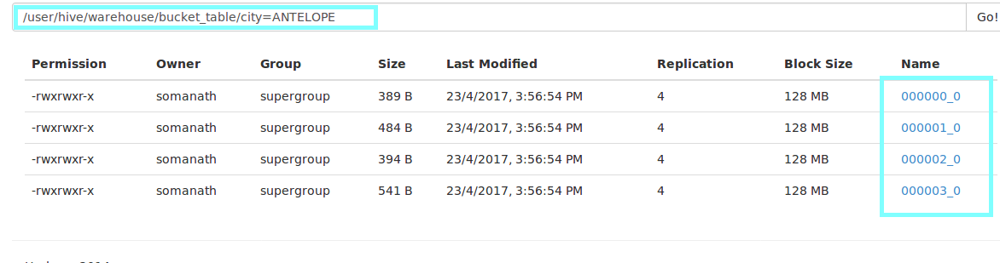 /user/hive/warehouse/bucket_table/city=ANTELOPE Go!
Permission Owner Group Size Last Modified Replication Block Size Name
-rwxrwxr-x somanath supergroup 389 B 23/4/2017, 3:56:54 PM 4 128 MB 000000_0
-rwxrwxr-x somanath supergroup 484 B 23/4/2017, 3:56:54 PM 4 128 MB 000001_0
-rwxrwxr-x somanath supergroup 394 B 23/4/2017, 3:56:54 PM 4 128 MB 000002_0
-rwxrwxr-x somanath supergroup 541 B 23/4/2017, 3:56:54 PM 4 128 MB 000003_0